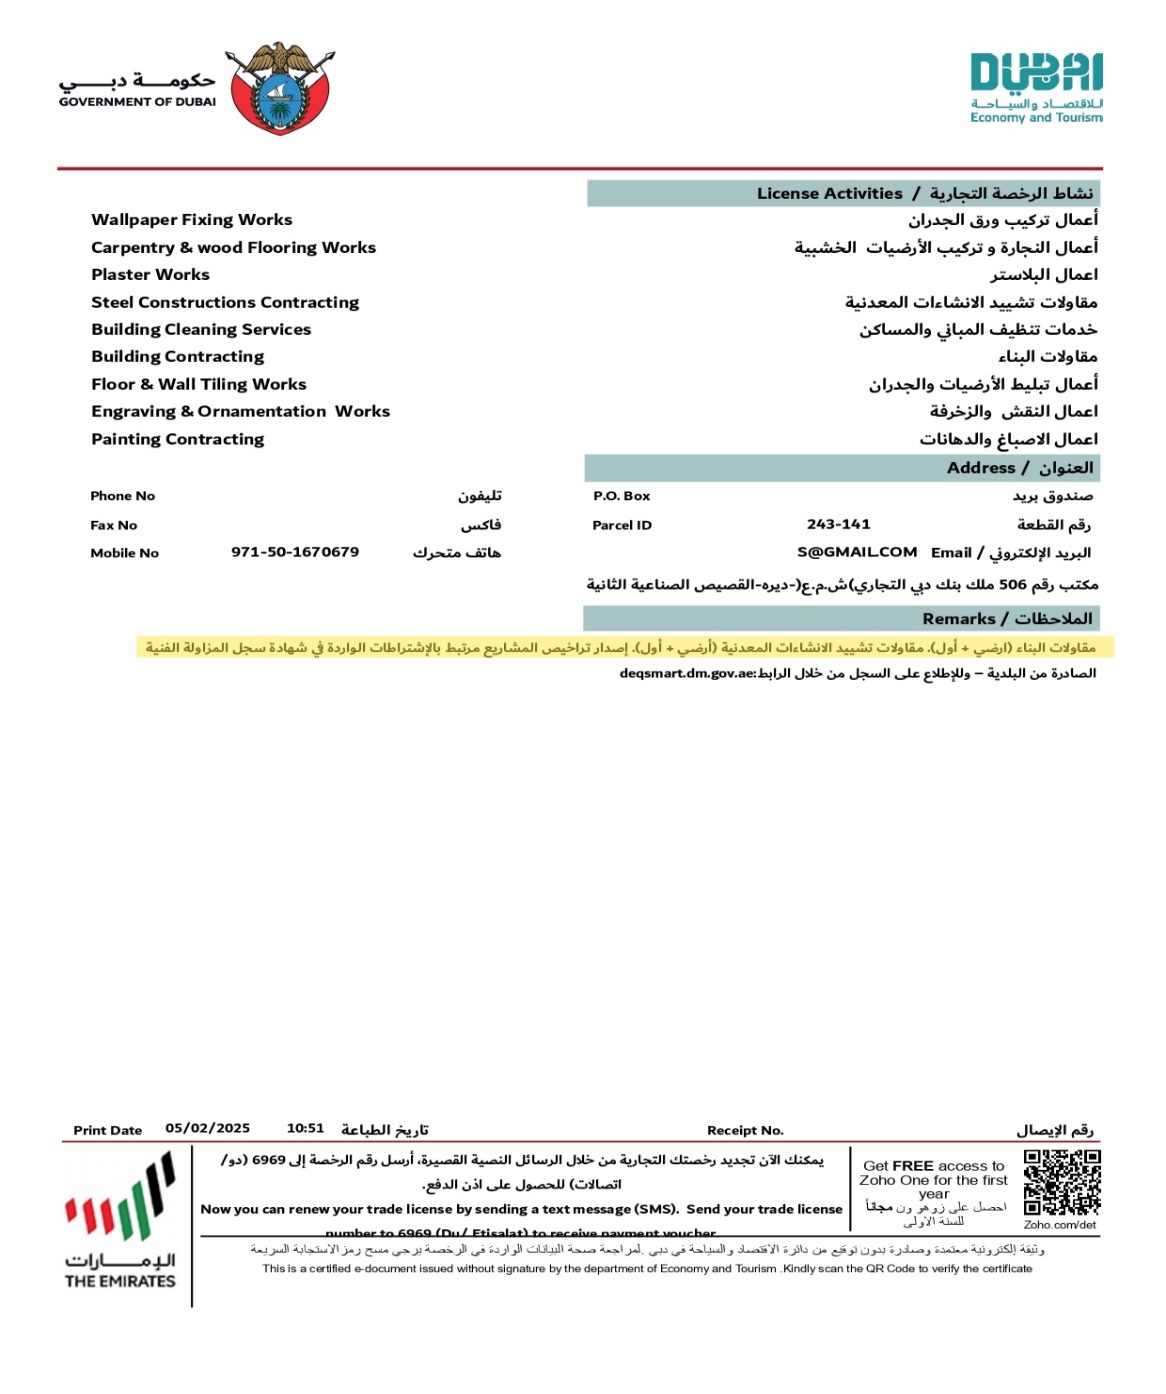 حكومـــة دبـــي
GOVERNMENT OF DUBAI
DUBAI
للاقتصـاد والسيـاحـة
Economy and Tourism
License Activities / نشاط الرخصة التجارية
Wallpaper Fixing Works أعمال تركيب ورق الجدران
Carpentry & wood Flooring Works أعمال النجارة و تركيب الأرضيات الخشبية
Plaster Works اعمال البلاستر
Steel Constructions Contracting مقاولات تشييد الانشاءات المعدنية
Building Cleaning Services خدمات تنظيف المباني والمساكن
Building Contracting مقاولات البناء
Floor & Wall Tiling Works أعمال تبليط الأرضيات والجدران
Engraving & Ornamentation Works اعمال النقش والزخرفة
Painting Contracting اعمال الاصباغ والدهانات
Address / العنوان
Phone No تليفون P.O. Box صندوق بريد
Fax No فاكس Parcel ID 243-141 رقم القطعة
Mobile No 971-50-1670679 هاتف متحرك S@GMAIL.COM Email / البريد الإلكتروني
مكتب رقم 506 ملك بنك دبي التجاري)ش.م.ع(-ديره-القصيص الصناعية الثانية
Remarks / الملاحظات
مقاولات البناء (ارضي + أول). مقاولات تشييد الانشاءات المعدنية (أرضي + أول). إصدار تراخيص المشاريع مرتبط بالإشتراطات الواردة في شهادة سجل المزاولة الفنية
الصادرة من البلدية – وللإطلاع على السجل من خلال الرابط:deqsmart.dm.gov.ae
Print Date 05/02/2025 10:51 تاريخ الطباعة Receipt No. رقم الإيصال
يمكنك الآن تجديد رخصتك التجارية من خلال الرسائل النصية القصيرة، أرسل رقم الرخصة إلى 6969 (دو/
اتصالات) للحصول على اذن الدفع.
Now you can renew your trade license by sending a text message (SMS). Send your trade license
number to 6969 (Du/ Etisalat) to receive payment voucher.
Get FREE access to
Zoho One for the first
year
احصل على زوهو ون مجاناً
للسنة الأولى
Zoho.com/det
الإمـــارات
THE EMIRATES
وثيقة إلكترونية معتمدة وصادرة بدون توقيع من دائرة الاقتصاد والسياحة في دبي .لمراجعة صحة البيانات الواردة في الرخصة يرجى مسح رمز الاستجابة السريعة
This is a certified e-document issued without signature by the department of Economy and Tourism .Kindly scan the QR Code to verify the certificate